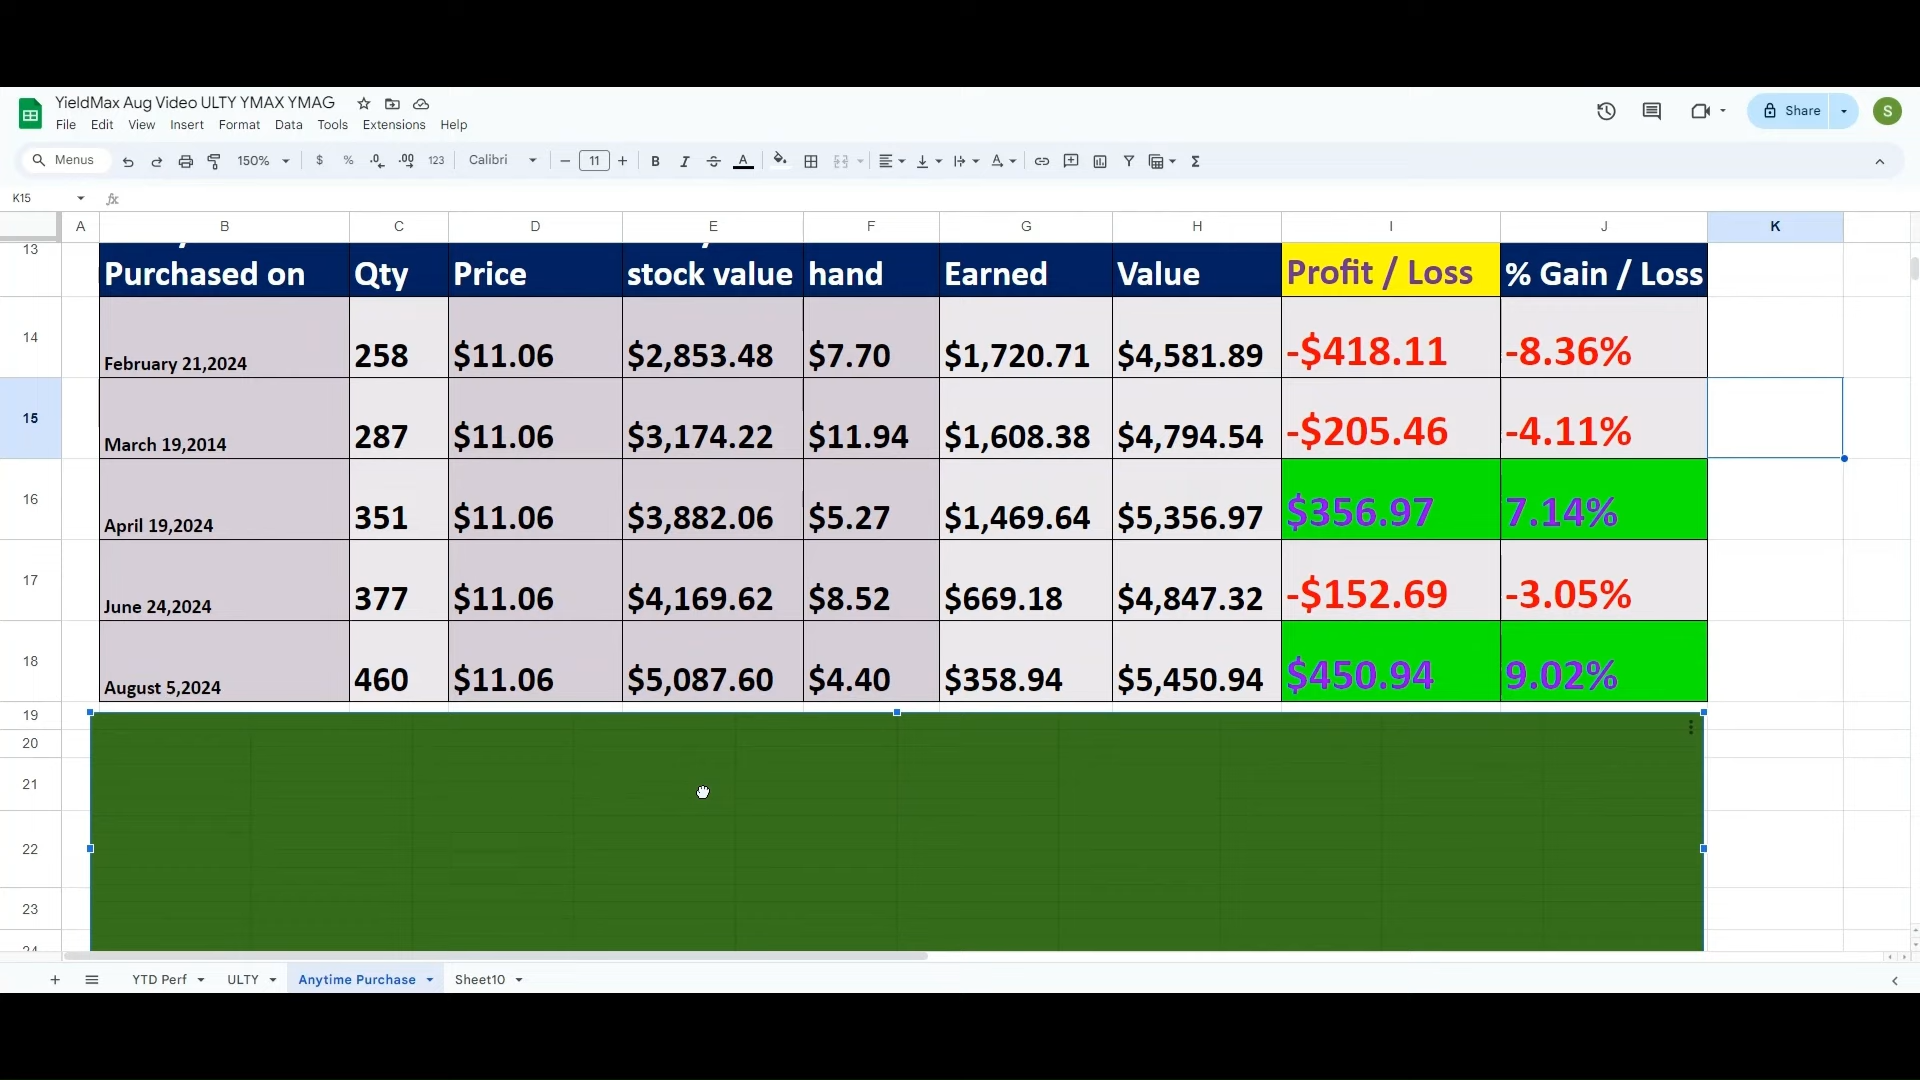 YieldMax Aug Video ULTY YMAX YMAG
File Edit View Insert Format Data Tools Extensions Help
Share
S
Menus 150% $ % .0 .00 123 Calibri 11 B I A
K15 fx
A B C D E F G H I J K
13 Purchased on Qty Price stock value hand Earned Value Profit / Loss % Gain / Loss
14 February 21,2024 258 $11.06 $2,853.48 $7.70 $1,720.71 $4,581.89 -$418.11 -8.36%
15 March 19,2014 287 $11.06 $3,174.22 $11.94 $1,608.38 $4,794.54 -$205.46 -4.11%
16 April 19,2024 351 $11.06 $3,882.06 $5.27 $1,469.64 $5,356.97 $356.97 7.14%
17 June 24,2024 377 $11.06 $4,169.62 $8.52 $669.18 $4,847.32 -$152.69 -3.05%
18 August 5,2024 460 $11.06 $5,087.60 $4.40 $358.94 $5,450.94 $450.94 9.02%
19
20
21
22
23
24
YTD Perf ULTY Anytime Purchase Sheet10